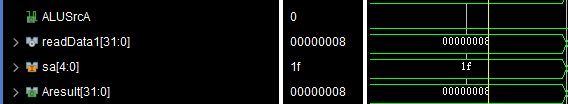 ALUSrcA 0
readData1[31:0] 00000008 00000008
sa[4:0] 1f 1f
Aresult[31:0] 00000008 00000008